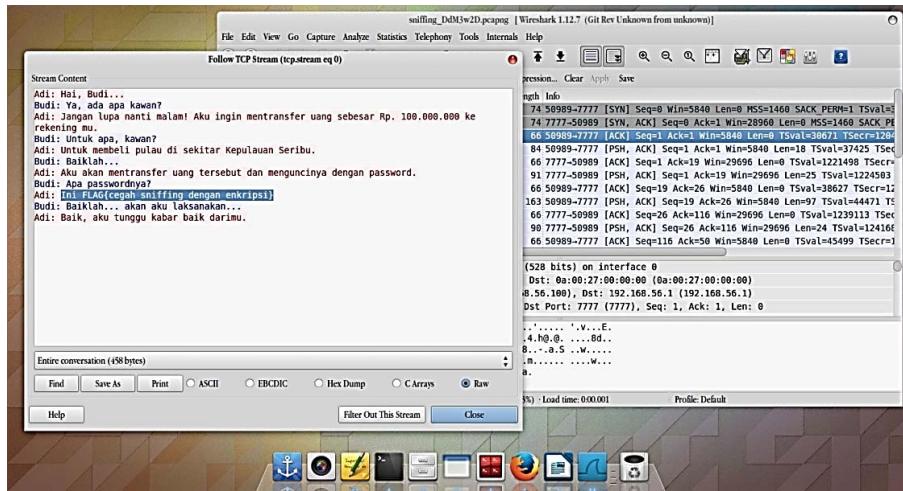 sniffing_DdM3w2D.pcapng [Wireshark 1.12.7 (Git Rev Unknown from unknown)]
File Edit View Go Capture Analyze Statistics Telephony Tools Internals Help
Clear Apply Save
Info
74 50989→7777 [SYN] Seq=0 Win=5840 Len=0 MSS=1460 SACK_PERM=1
74 7777→50989 [SYN, ACK] Seq=0 Ack=1 Win=28960 Len=0 MSS=1460
66 50989→7777 [ACK] Seq=1 Ack=1 Win=5840 Len=0 TSval=30671
84 50989→7777 [PSH, ACK] Seq=1 Ack=1 Win=5840 Len=18 TSval=37425
66 7777→50989 [ACK] Seq=1 Ack=19 Win=29696 Len=0 TSval=1221498
91 7777→50989 [PSH, ACK] Seq=1 Ack=19 Win=29696 Len=25 TSval=1224503
66 50989→7777 [ACK] Seq=19 Ack=26 Win=5840 Len=0 TSval=38627
163 50989→7777 [PSH, ACK] Seq=19 Ack=26 Win=5840 Len=97 TSval=44471
66 7777→50989 [ACK] Seq=26 Ack=116 Win=29696 Len=0 TSval=1239113
90 7777→50989 [PSH, ACK] Seq=26 Ack=116 Win=29696 Len=24
66 50989→7777 [ACK] Seq=116 Ack=50 Win=5840 Len=0 TSval=45499
(528 bits) on interface 0
Dst: 0a:00:27:00:00:00 (0a:00:27:00:00:00)
Dst: 192.168.56.1 (192.168.56.1)
Dst Port: 7777 (7777), Seq: 1, Ack: 1, Len: 0
Load time: 0:00.001 Profile: Default
Follow TCP Stream (tcp.stream eq 0)
Stream Content
Adi: Hai, Budi...
Budi: Ya, ada apa kawan?
Adi: Jangan lupa nanti malam! Aku ingin mentransfer uang sebesar Rp. 100.000.000 ke
rekening mu.
Budi: Untuk apa, kawan?
Adi: Untuk membeli pulau di sekitar Kepulauan Seribu.
Budi: Baiklah...
Adi: Aku akan mentransfer uang tersebut dan menguncinya dengan password.
Budi: Apa passwordnya?
Adi: Ini FLAG{cegah sniffing dengan enkripsi}
Budi: Baiklah... akan aku laksanakan...
Adi: Baik, aku tunggu kabar baik darimu.
Entire conversation (458 bytes)
Find Save As Print ASCII EBCDIC Hex Dump C Arrays Raw
Help Filter Out This Stream Close